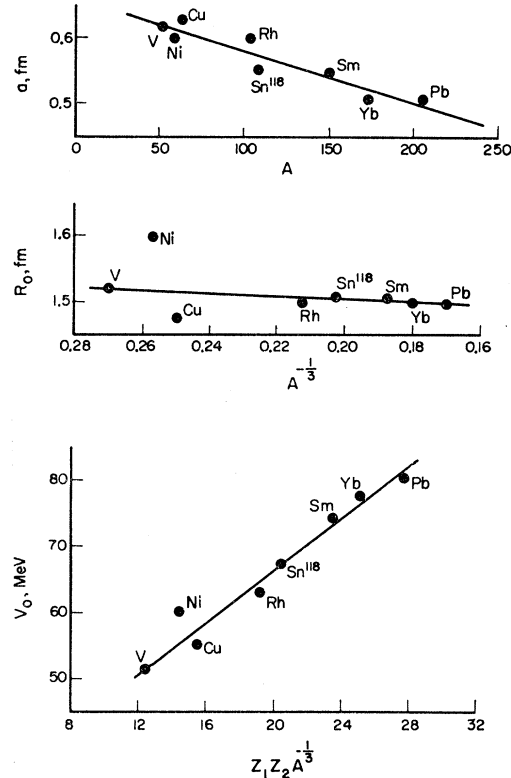 a, fm
0,6
0,5
V
Cu
Ni
Rh
Sn¹¹⁸
Sm
Yb
Pb
0 50 100 150 200 250
A
R₀, fm
1.6
1.5
V
Ni
Cu
Rh
Sn¹¹⁸
Sm
Yb
Pb
0,28 0,26 0,24 0,22 0,20 0,18 0,16
A^{-1/3}
V₀, MeV
80
70
60
50
V
Ni
Cu
Rh
Sn¹¹⁸
Sm
Yb
Pb
8 12 16 20 24 28 32
Z₁Z₂A^{-1/3}